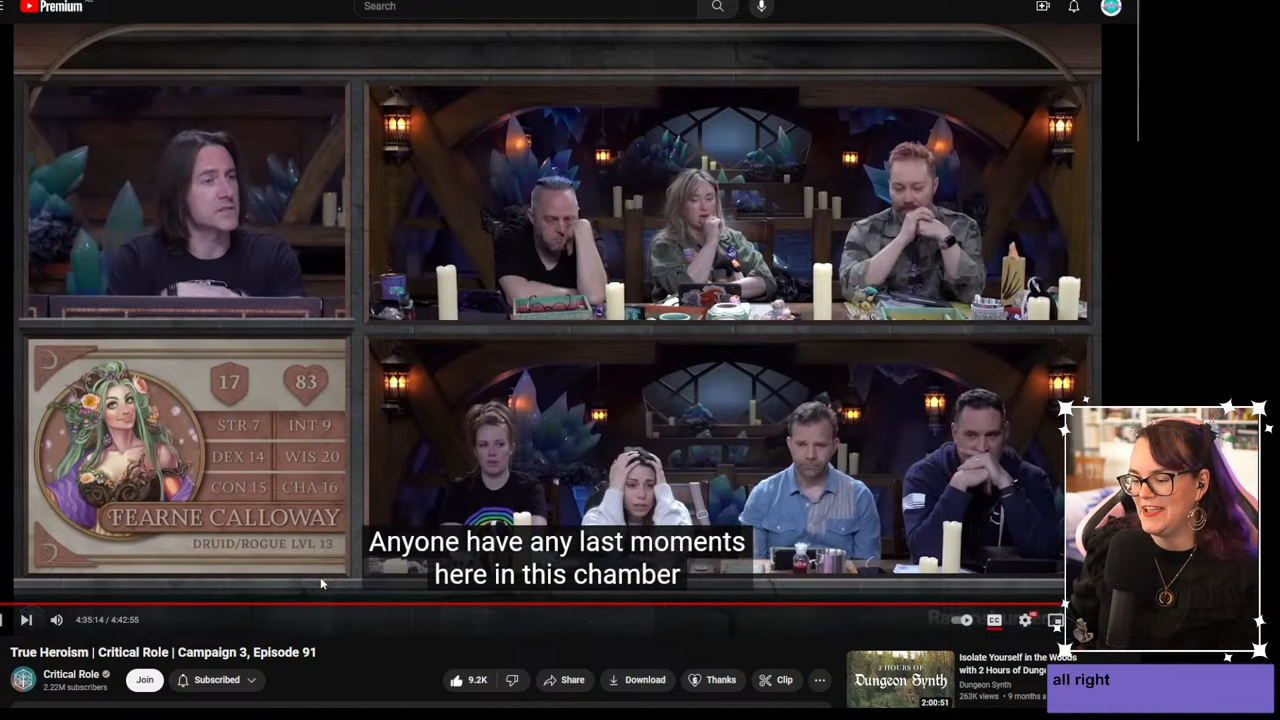 Premium
Search
17
83
STR 7
INT 9
DEX 14
WIS 20
CON 15
CHA 16
FEARNE CALLOWAY
DRUID/ROGUE LVL 13
Anyone have any last moments
here in this chamber
4:35:14 / 4:42:55
CC
HD
True Heroism | Critical Role | Campaign 3, Episode 91
Critical Role
2.22M subscribers
Join
Subscribed
9.2K
Share
Download
Thanks
Clip
2 HOURS OF
DUNGEON SYNTH
2:00:51
Isolate Yourself in the Woods
with 2 Hours of Dunge
Dungeon Synth
263K views • 9 months a
all right